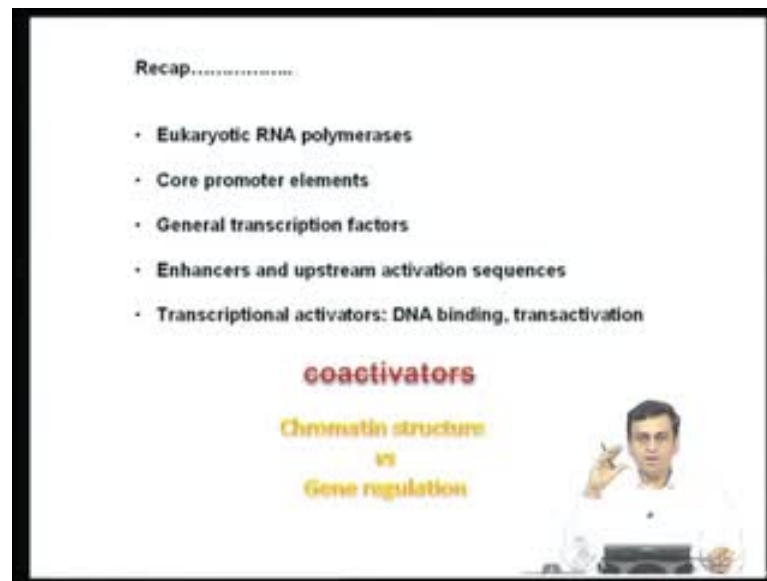 Recap.................
• Eukaryotic RNA polymerases
• Core promoter elements
• General transcription factors
• Enhancers and upstream activation sequences
• Transcriptional activators: DNA binding, transactivation
coactivators
Chromatin structure
vs
Gene regulation